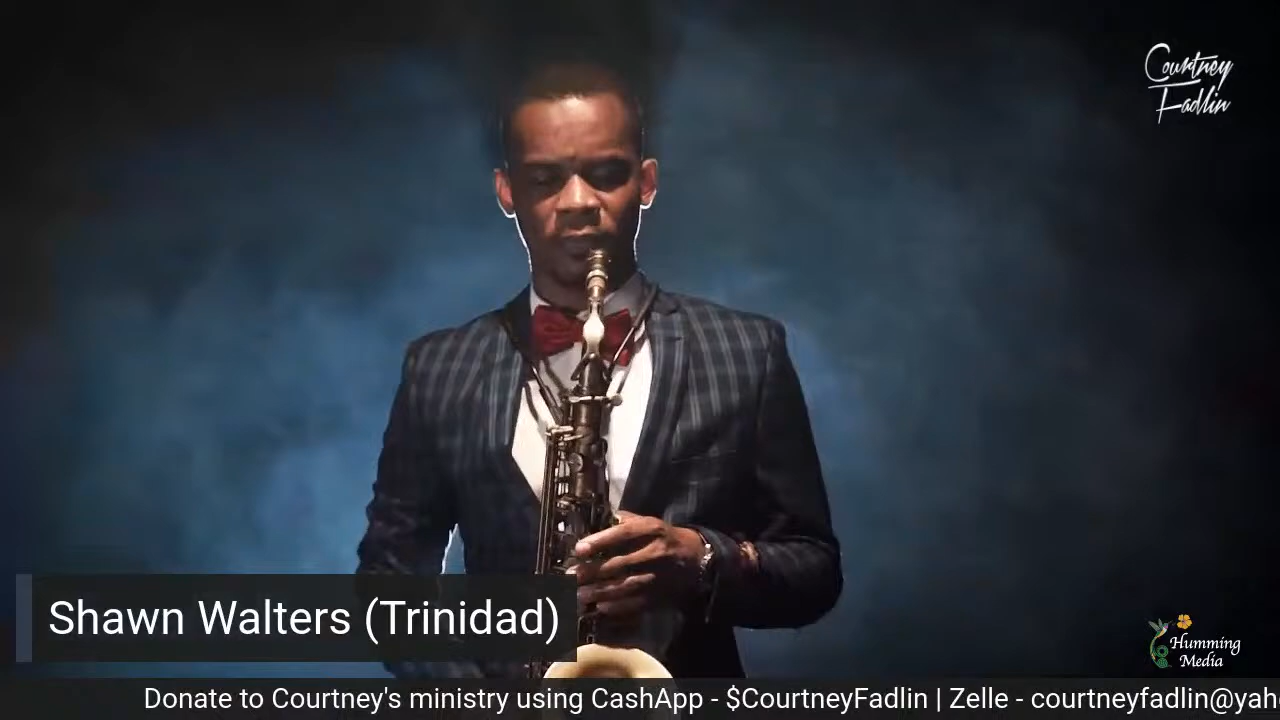 Courtney
Fadlin
Shawn Walters (Trinidad)
Humming
Media
Donate to Courtney's ministry using CashApp - $CourtneyFadlin | Zelle - courtneyfadlin@yah